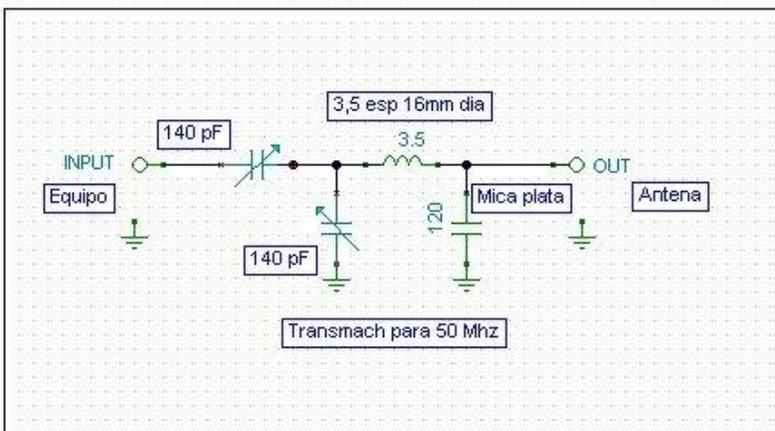 3,5 esp 16mm dia
140 pF
3.5
INPUT
OUT
Equipo
Mica plata
Antena
120
140 pF
Transmach para 50 Mhz